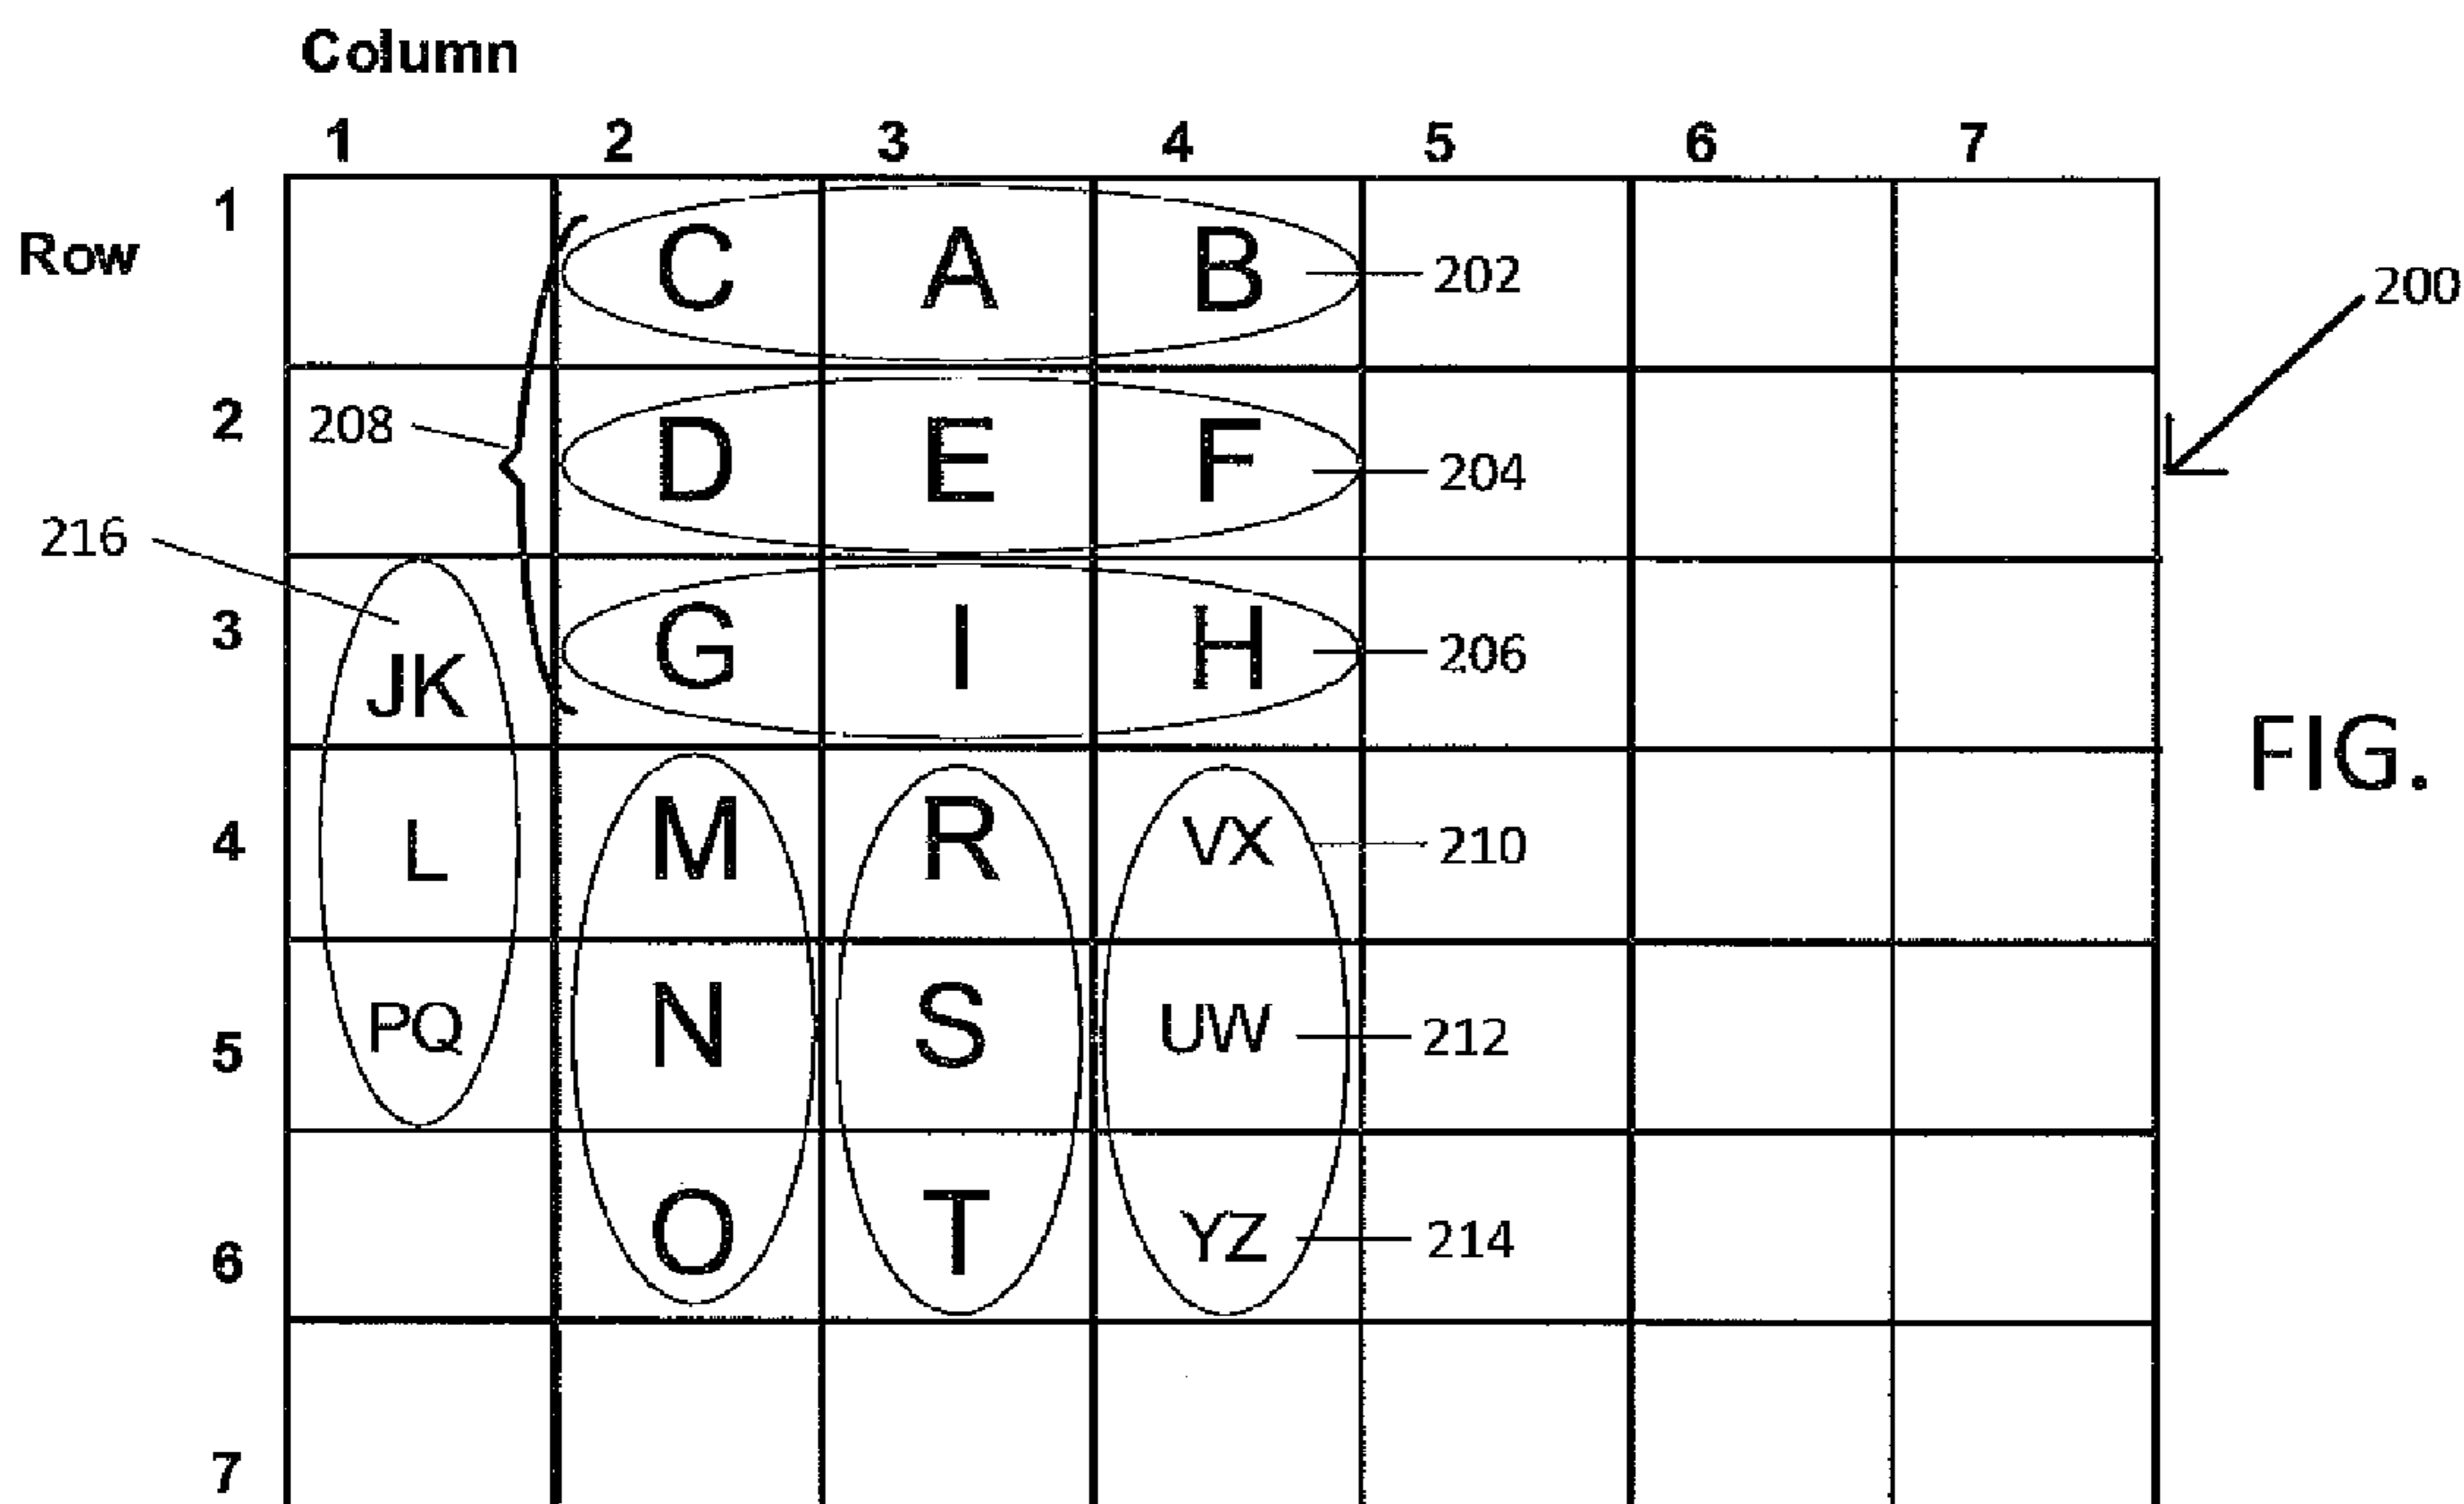 Column
1 2 3 4 5 6 7
1
Row
C A B 202
200
2 208 D E F 204
216
3 JK G I H 206
FIG.
4 L M R VX 210
5 PQ N S UW 212
6 O T YZ 214
7